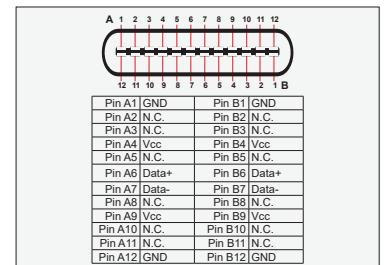 A 1 2 3 4 5 6 7 8 9 10 11 12
12 11 10 9 8 7 6 5 4 3 2 1 B
Pin A1 GND Pin B1 GND
Pin A2 N.C. Pin B2 N.C.
Pin A3 N.C. Pin B3 N.C.
Pin A4 Vcc Pin B4 Vcc
Pin A5 N.C. Pin B5 N.C.
Pin A6 Data+ Pin B6 Data+
Pin A7 Data- Pin B7 Data-
Pin A8 N.C. Pin B8 N.C.
Pin A9 Vcc Pin B9 Vcc
Pin A10 N.C. Pin B10 N.C.
Pin A11 N.C. Pin B11 N.C.
Pin A12 GND Pin B12 GND